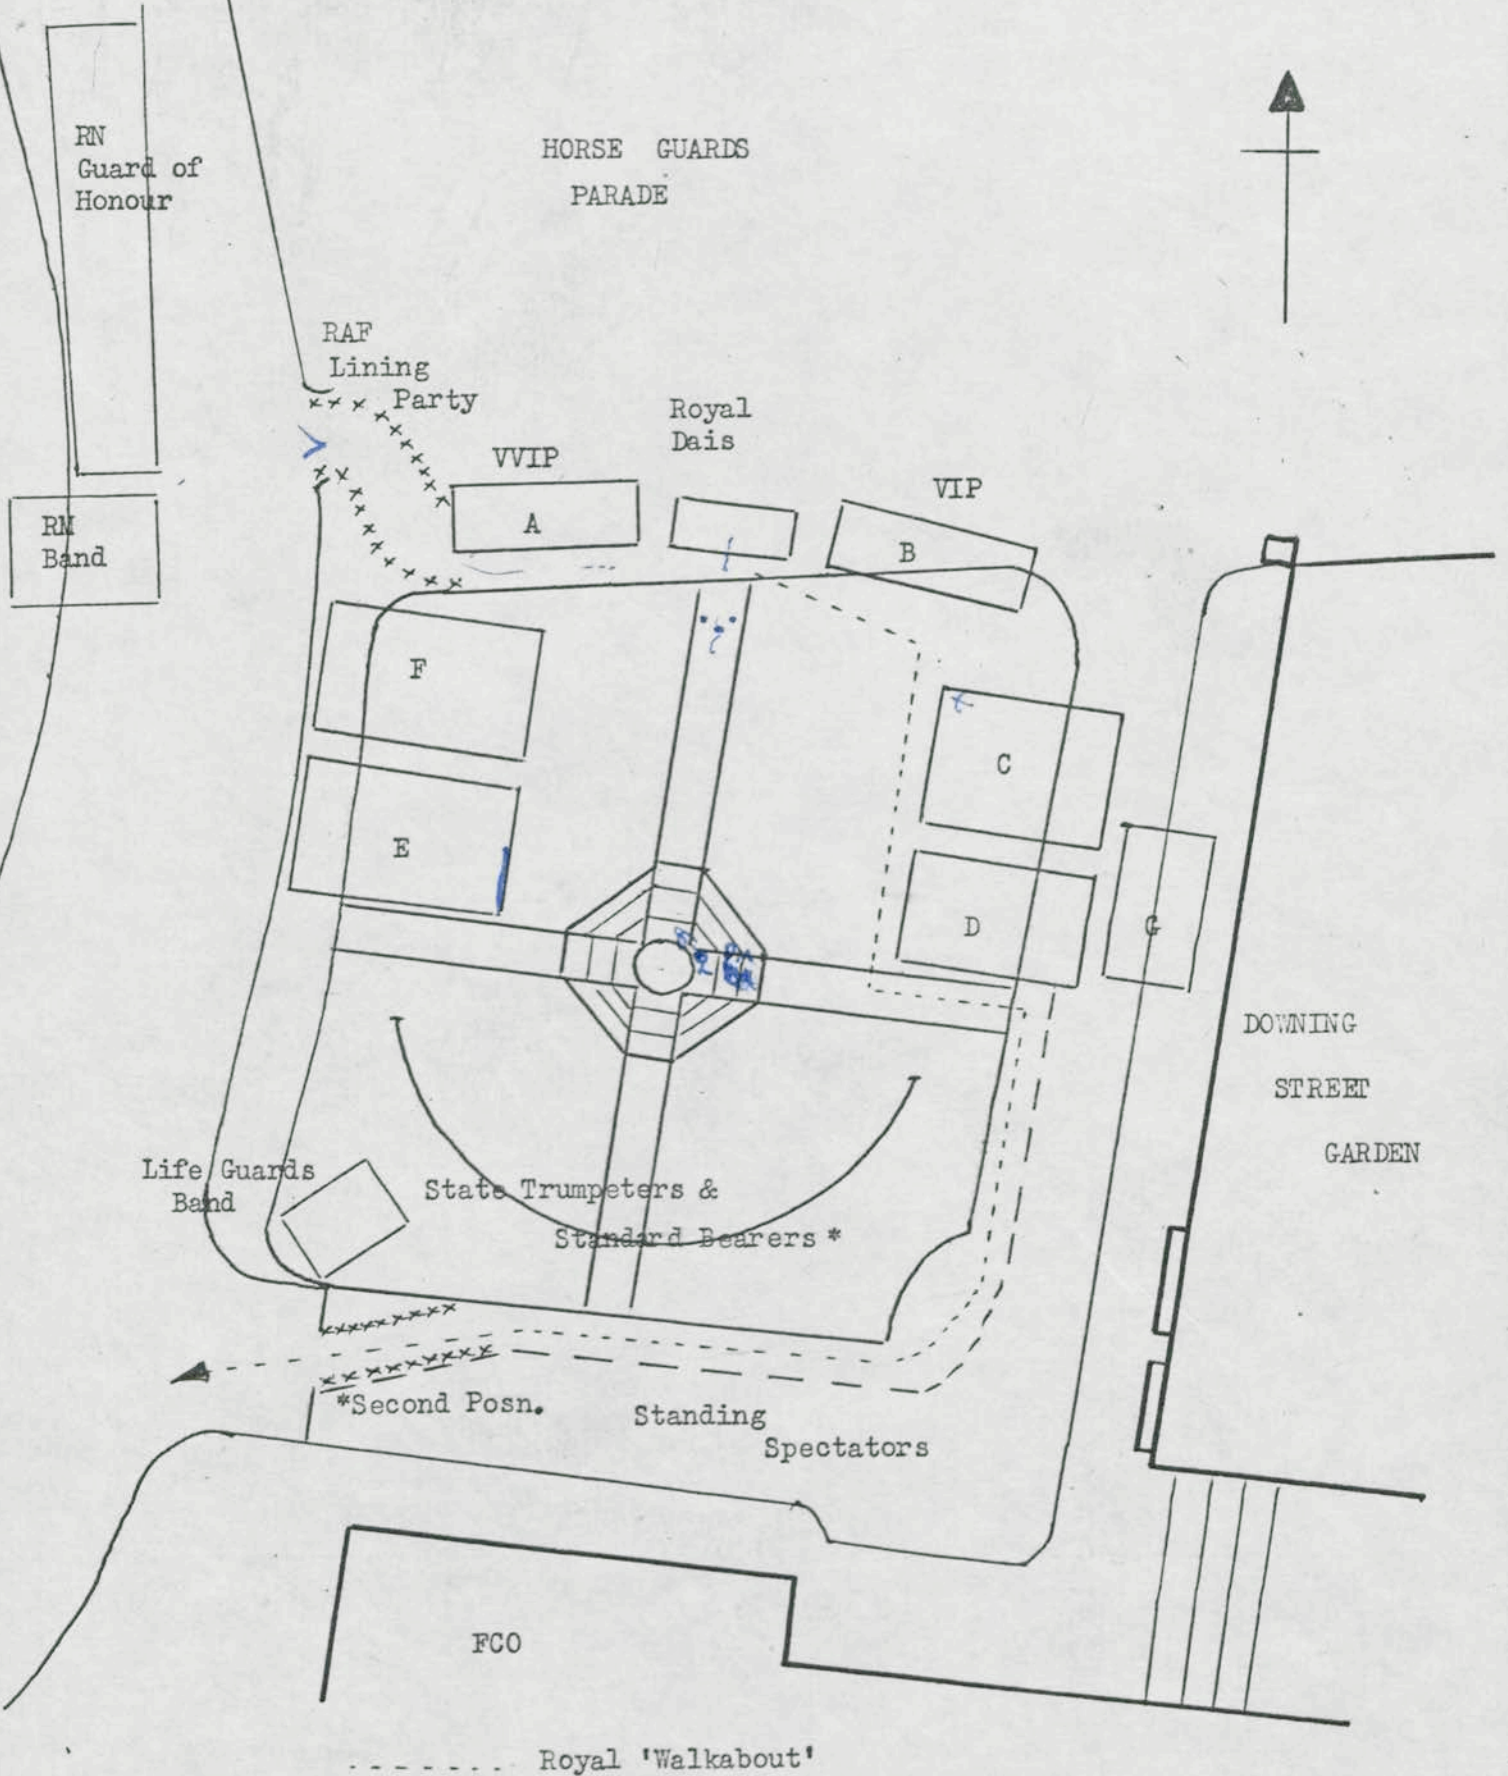 RN
Guard of
Honour
HORSE GUARDS
PARADE
RAF
Lining
Party
Royal
Dais
VVIP
VIP
A
B
RM
Band
F
C
E
D
G
DOWNING
STREET
GARDEN
Life Guards
Band
State Trumpeters &
Standard Bearers *
*Second Posn.
Standing
Spectators
FCO
Royal 'Walkabout'